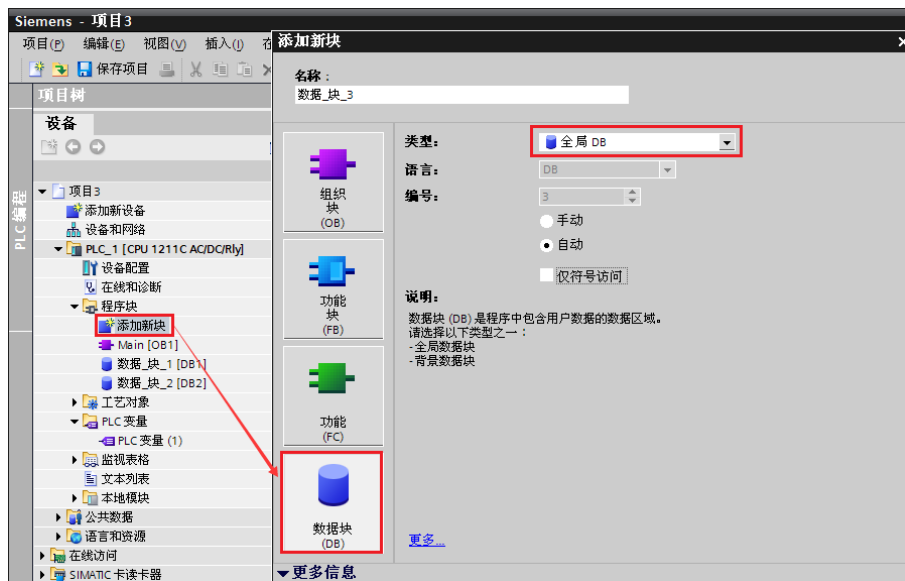 Siemens - 项目3
项目(P) 编辑(E) 视图(V) 插入(I) 在
保存项目
项目树
设备
PLC 编程
项目3
添加新设备
设备和网络
PLC_1 [CPU 1211C AC/DC/Rly]
设备配置
在线和诊断
程序块
添加新块
Main [OB1]
数据_块_1 [DB1]
数据_块_2 [DB2]
工艺对象
PLC 变量
PLC 变量 (1)
监视表格
文本列表
本地模块
公共数据
语言和资源
在线访问
SIMATIC 卡读卡器
添加新块
名称：
数据_块_3
组织
块
(OB)
功能
块
(FB)
功能
(FC)
数据块
(DB)
类型：
全局 DB
语言：
DB
编号：
3
手动
自动
仅符号访问
说明：
数据块 (DB) 是程序中包含用户数据的数据区域。
请选择以下类型之一：
-全局数据块
-背景数据块
更多...
更多信息